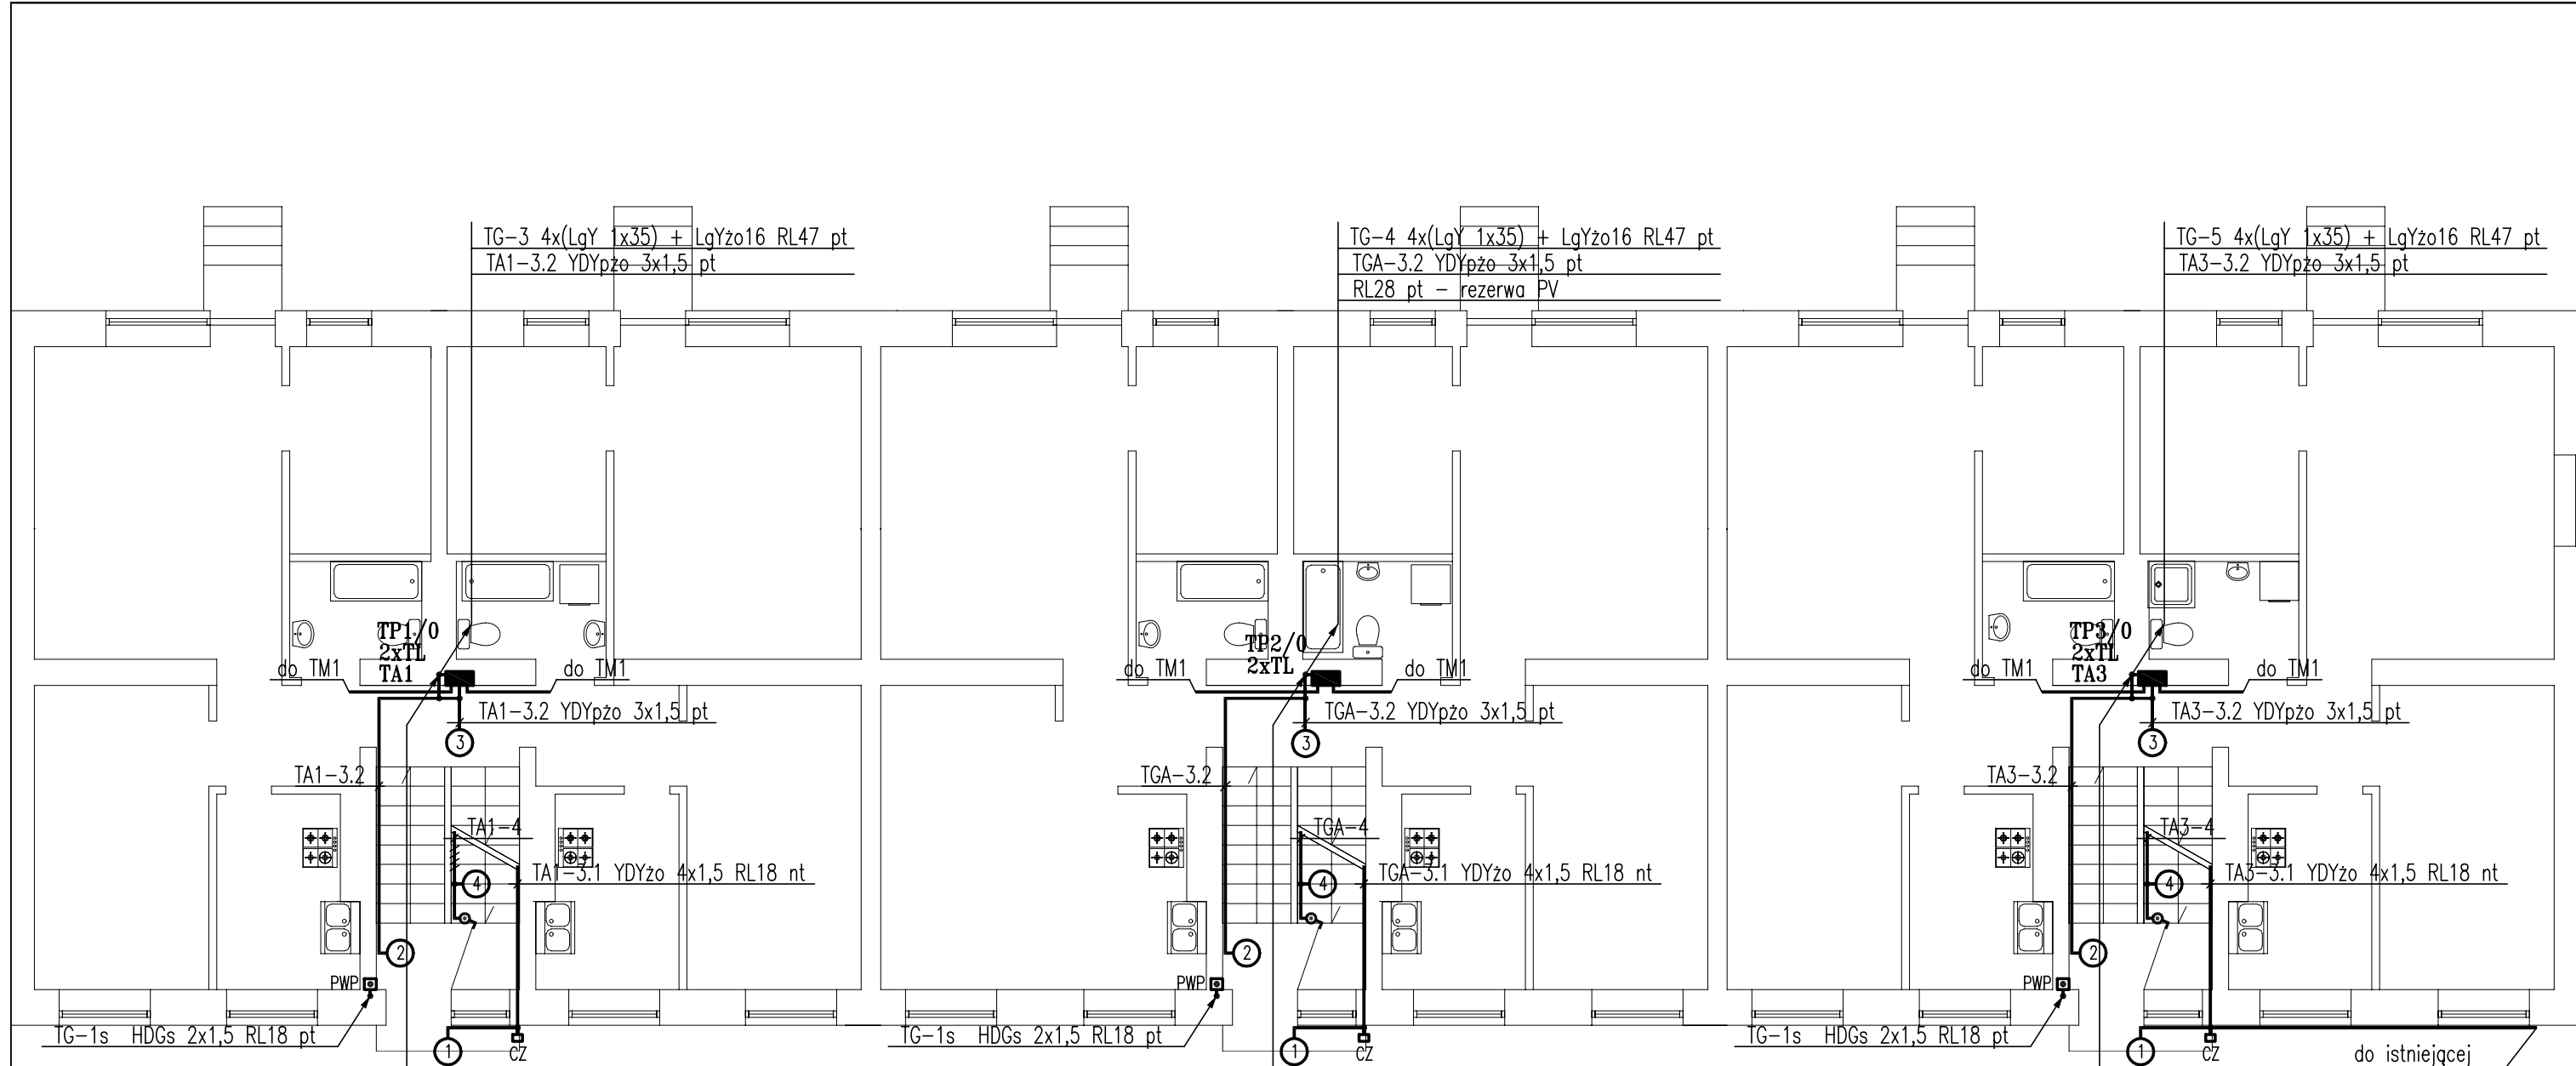 TG-3 4x(LgY 1x35) + LgYżo16 RL47 pt
TA1-3.2 YDYpżo 3x1,5 pt
TG-4 4x(LgY 1x35) + LgYżo16 RL47 pt
TGA-3.2 YDYpżo 3x1,5 pt
RL28 pt - rezerwa PV
TG-5 4x(LgY 1x35) + LgYżo16 RL47 pt
TA3-3.2 YDYpżo 3x1,5 pt
TP1/0
2xTL
TA1
do TM1
do TM1
TP2/0
2xTL
do TM1
do TM1
TP3/0
2xTL
TA3
do TM1
do TM1
TA1-3.2 YDYpżo 3x1,5 pt
3
TGA-3.2 YDYpżo 3x1,5 pt
3
TA3-3.2 YDYpżo 3x1,5 pt
3
TA1-3.2
TGA-3.2
TA3-3.2
TA1-4
TGA-4
TA3-4
4
TA1-3.1 YDYżo 4x1,5 RL18 nt
4
TGA-3.1 YDYżo 4x1,5 RL18 nt
4
TA3-3.1 YDYżo 4x1,5 RL18 nt
2
2
2
PWP
PWP
PWP
TG-1s HDGs 2x1,5 RL18 pt
1
CZ
TG-1s HDGs 2x1,5 RL18 pt
1
CZ
TG-1s HDGs 2x1,5 RL18 pt
1
CZ
do istniejącej